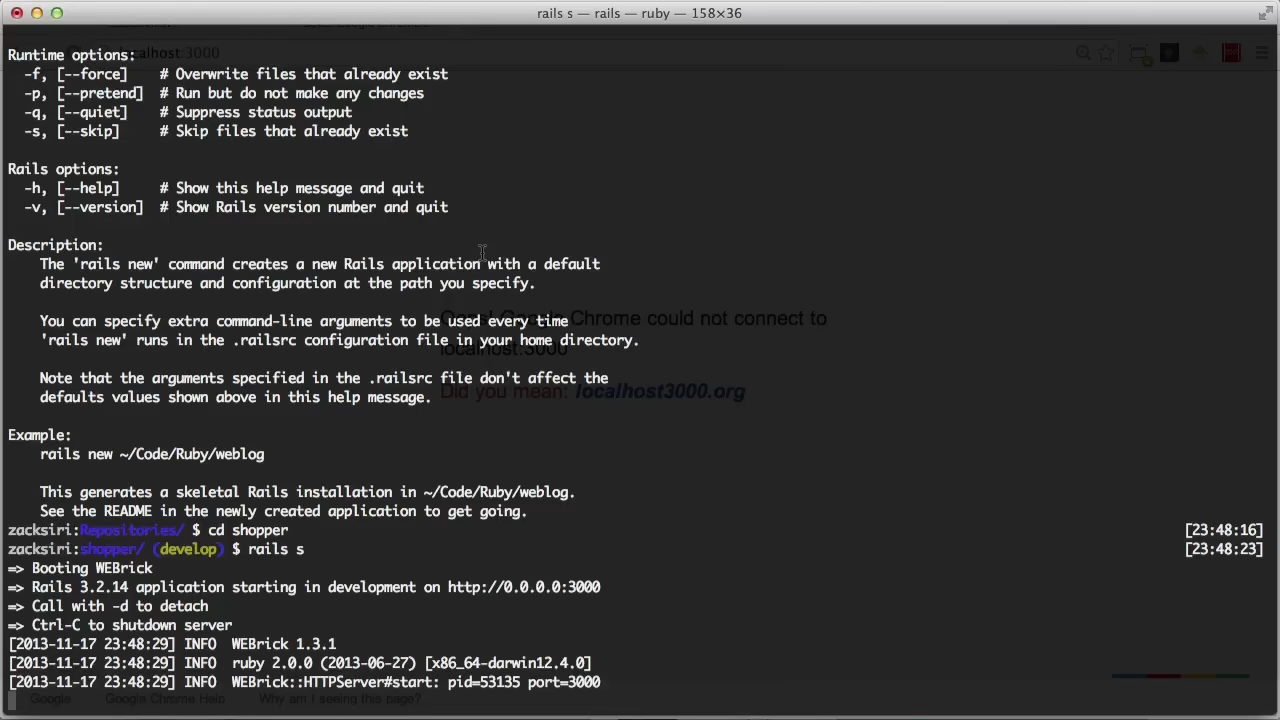 rails s — rails — ruby — 158×36
localhost:3000
Runtime options:
-f, [--force] # Overwrite files that already exist
-p, [--pretend] # Run but do not make any changes
-q, [--quiet] # Suppress status output
-s, [--skip] # Skip files that already exist
Rails options:
-h, [--help] # Show this help message and quit
-v, [--version] # Show Rails version number and quit
Description:
The 'rails new' command creates a new Rails application with a default
directory structure and configuration at the path you specify.
You can specify extra command-line arguments to be used every time
'rails new' runs in the .railsrc configuration file in your home directory.
Note that the arguments specified in the .railsrc file don't affect the
defaults values shown above in this help message.
Oops! Google Chrome could not connect to
localhost:3000
Did you mean: localhost3000.org
Example:
rails new ~/Code/Ruby/weblog
This generates a skeletal Rails installation in ~/Code/Ruby/weblog.
See the README in the newly created application to get going.
zacksiri:Repositories/ $ cd shopper [23:48:16]
zacksiri:shopper/ (develop) $ rails s [23:48:23]
=> Booting WEBrick
=> Rails 3.2.14 application starting in development on http://0.0.0.0:3000
=> Call with -d to detach
=> Ctrl-C to shutdown server
[2013-11-17 23:48:29] INFO  WEBrick 1.3.1
[2013-11-17 23:48:29] INFO  ruby 2.0.0 (2013-06-27) [x86_64-darwin12.4.0]
[2013-11-17 23:48:29] INFO  WEBrick::HTTPServer#start: pid=53135 port=3000
Google Google Chrome Help Why am I seeing this page?